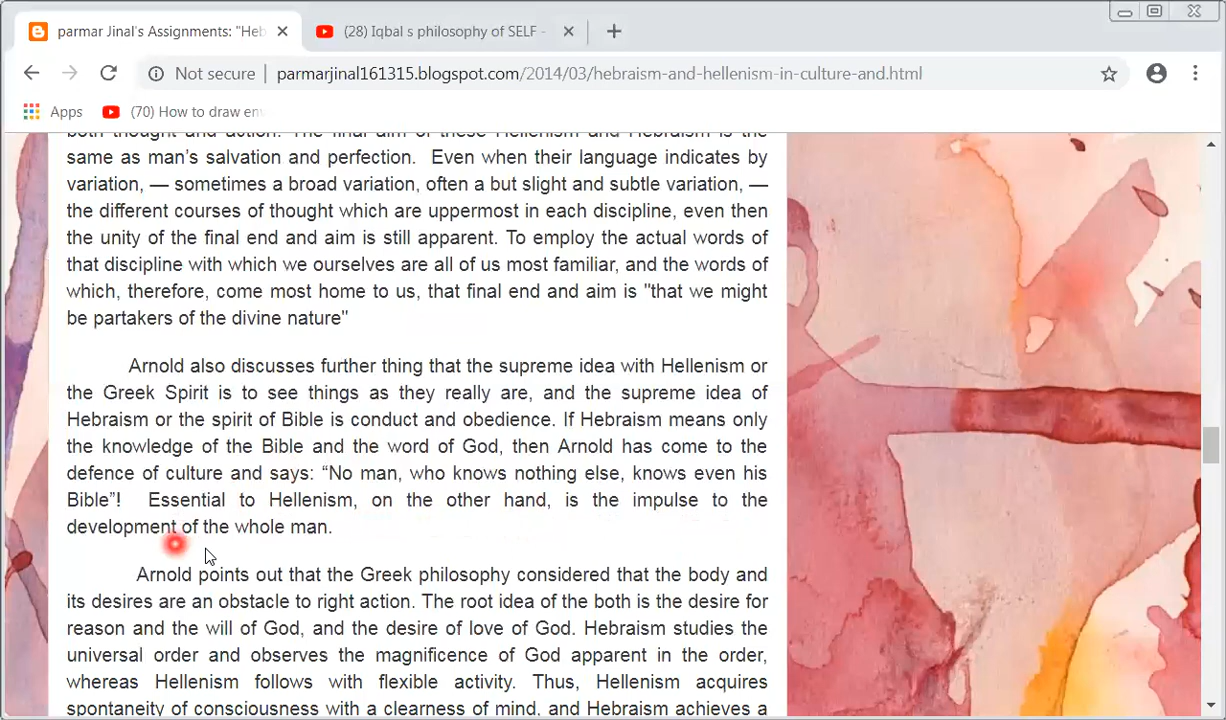 parmar Jinal's Assignments: "Heb
(28) Iqbal s philosophy of SELF -
Not secure
parmarjinal161315.blogspot.com/2014/03/hebraism-and-hellenism-in-culture-and.html
Apps
(70) How to draw env
both thought and action. The final aim of these Hellenism and Hebraism is the
same as man's salvation and perfection. Even when their language indicates by
variation, — sometimes a broad variation, often a but slight and subtle variation, —
the different courses of thought which are uppermost in each discipline, even then
the unity of the final end and aim is still apparent. To employ the actual words of
that discipline with which we ourselves are all of us most familiar, and the words of
which, therefore, come most home to us, that final end and aim is "that we might
be partakers of the divine nature"
Arnold also discusses further thing that the supreme idea with Hellenism or
the Greek Spirit is to see things as they really are, and the supreme idea of
Hebraism or the spirit of Bible is conduct and obedience. If Hebraism means only
the knowledge of the Bible and the word of God, then Arnold has come to the
defence of culture and says: “No man, who knows nothing else, knows even his
Bible”! Essential to Hellenism, on the other hand, is the impulse to the
development of the whole man.
Arnold points out that the Greek philosophy considered that the body and
its desires are an obstacle to right action. The root idea of the both is the desire for
reason and the will of God, and the desire of love of God. Hebraism studies the
universal order and observes the magnificence of God apparent in the order,
whereas Hellenism follows with flexible activity. Thus, Hellenism acquires
spontaneity of consciousness with a clearness of mind, and Hebraism achieves a